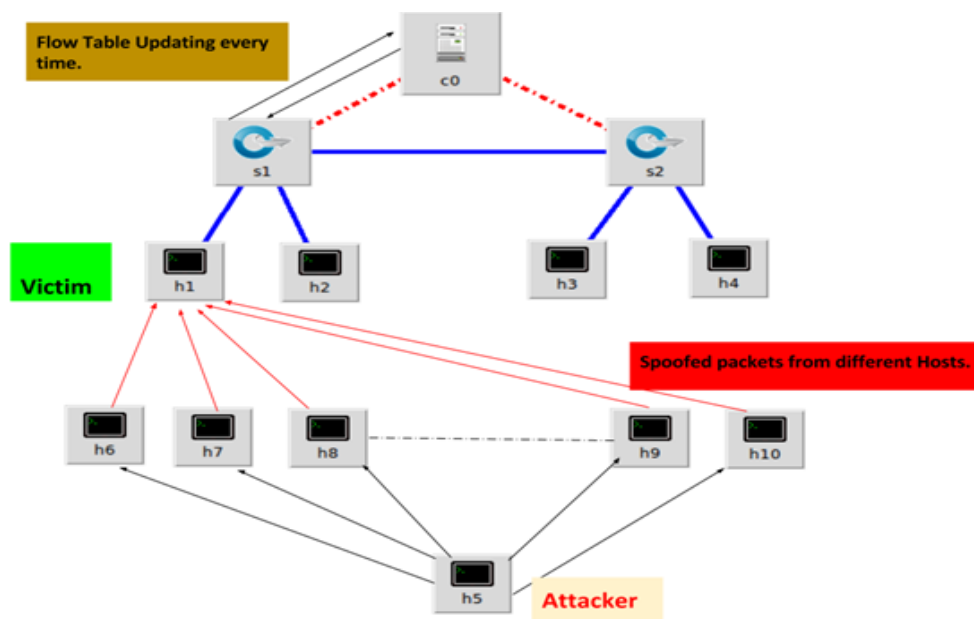 Flow Table Updating every
time.
c0
s1
s2
Victim
h1
h2
h3
h4
Spoofed packets from different Hosts.
h6
h7
h8
h9
h10
h5
Attacker